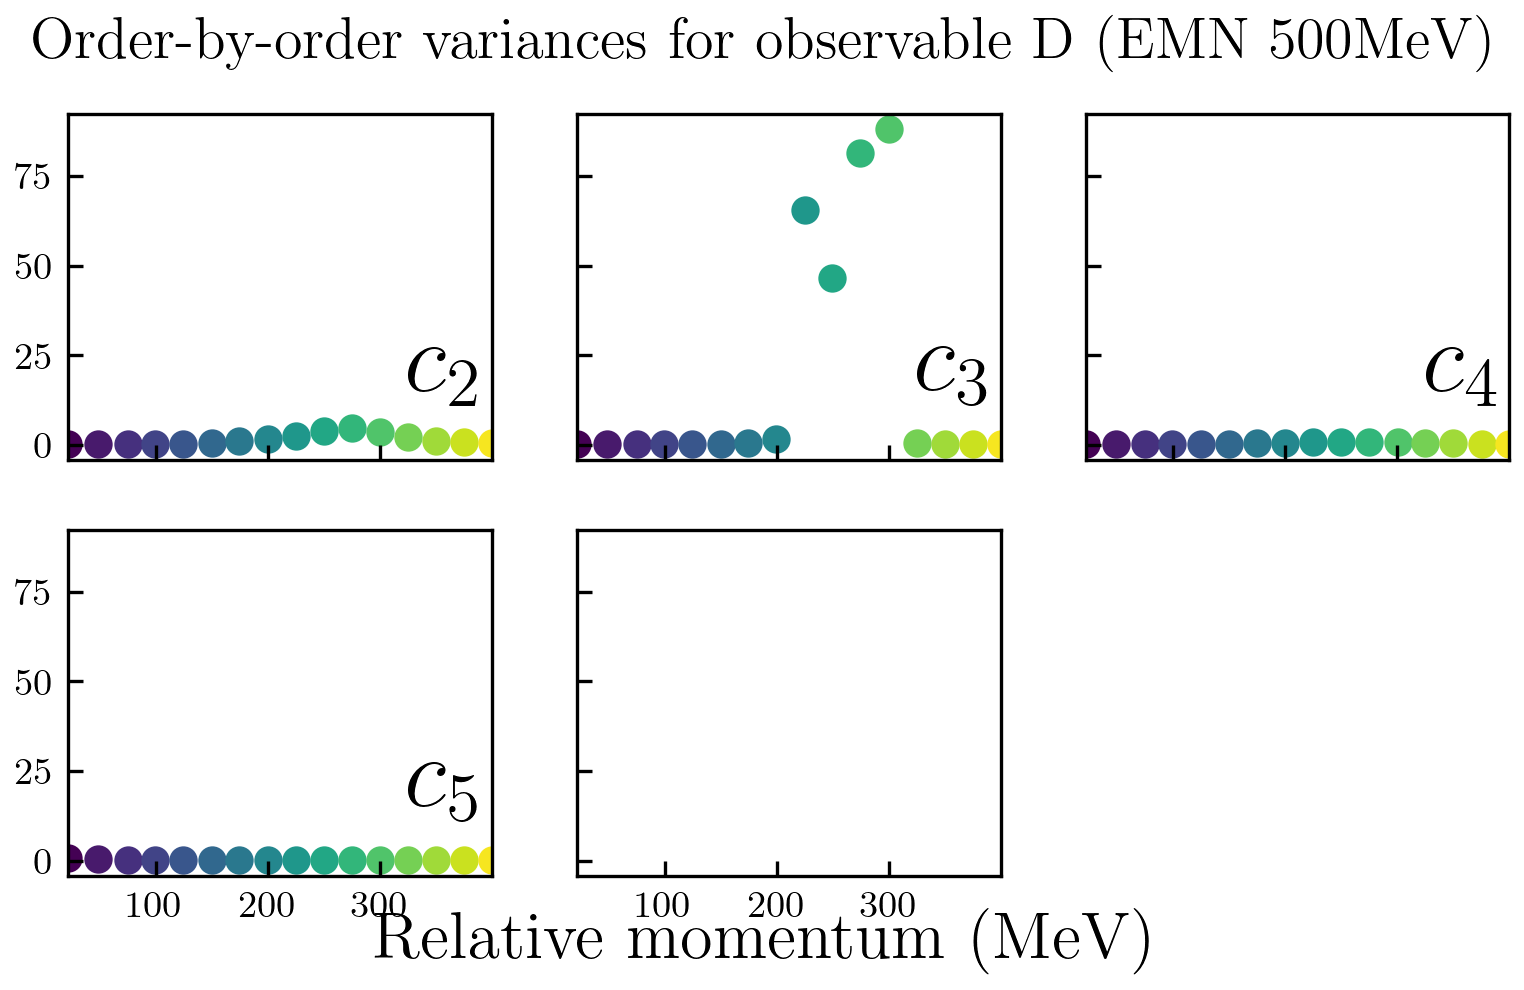 Order-by-order variances for observable D (EMN 500MeV)
75
50
25
0
c₂
c₃
c₄
75
50
25
0
c₅
100 200 300
100 200 300
Relative momentum (MeV)